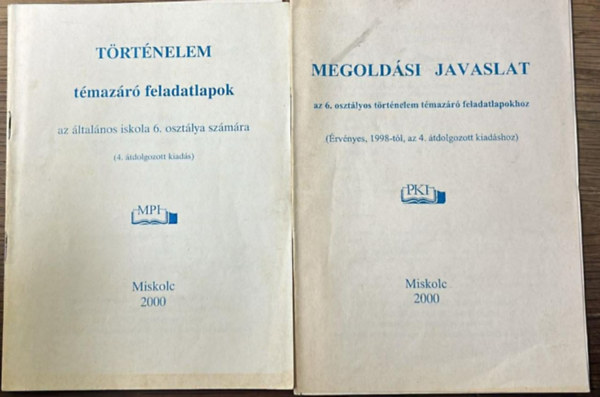 TÖRTÉNELEM
témazáró feladatlapok
az általános iskola 6. osztálya számára
(4. átdolgozott kiadás)
MPI
Miskolc
2000
MEGOLDÁSI JAVASLAT
az 6. osztályos történelem témazáró feladatlapokhoz
(Érvényes, 1998-tól, az 4. átdolgozott kiadáshoz)
PKI
Miskolc
2000